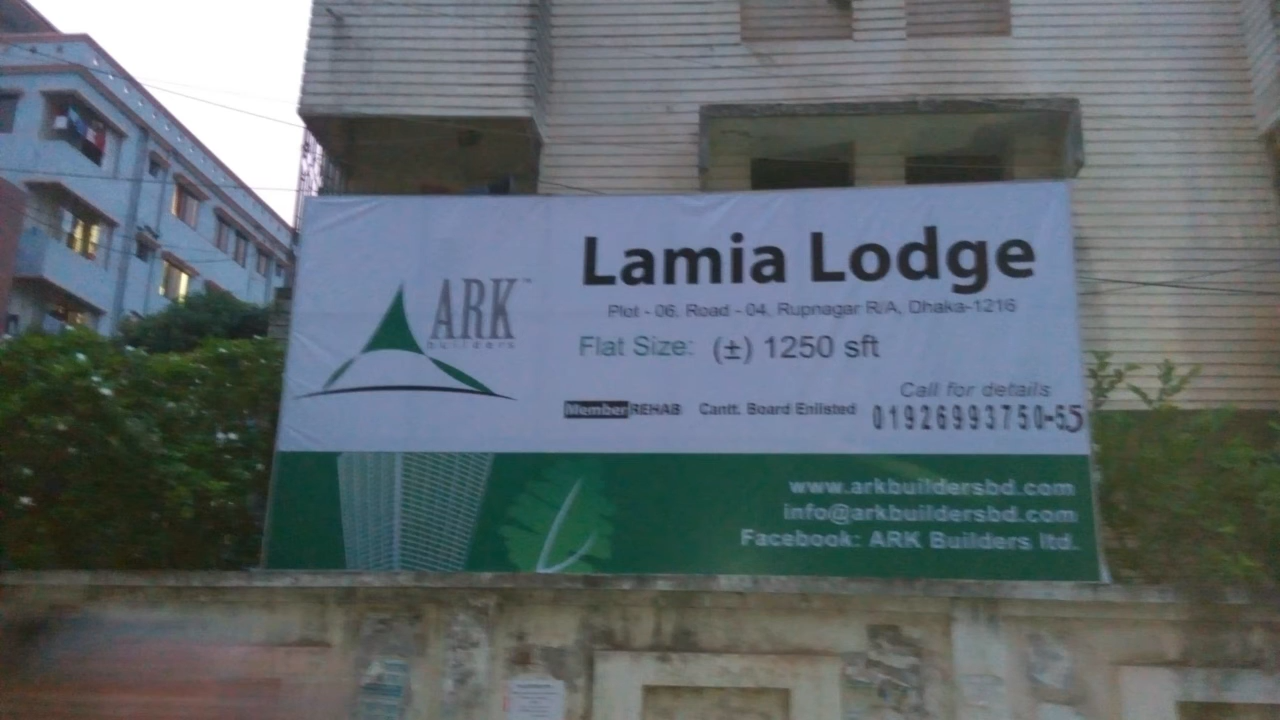 ARK
builders
Lamia Lodge
Plot - 06, Road - 04, Rupnagar R/A, Dhaka-1216
Flat Size: (±) 1250 sft
Call for details
Member REHAB Cantt. Board Enlisted
01926993750-55
www.arkbuildersbd.com
info@arkbuildersbd.com
Facebook: ARK Builders ltd.